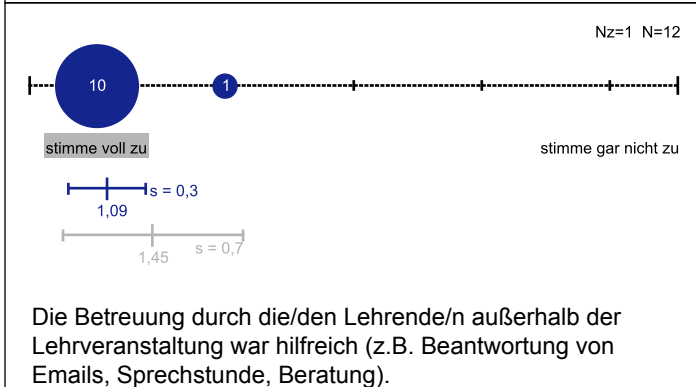 Nz=1 N=12
10 1
stimme voll zu stimme gar nicht zu
s = 0,3
1,09
s = 0,7
1,45
Die Betreuung durch die/den Lehrende/n außerhalb der
Lehrveranstaltung war hilfreich (z.B. Beantwortung von
Emails, Sprechstunde, Beratung).